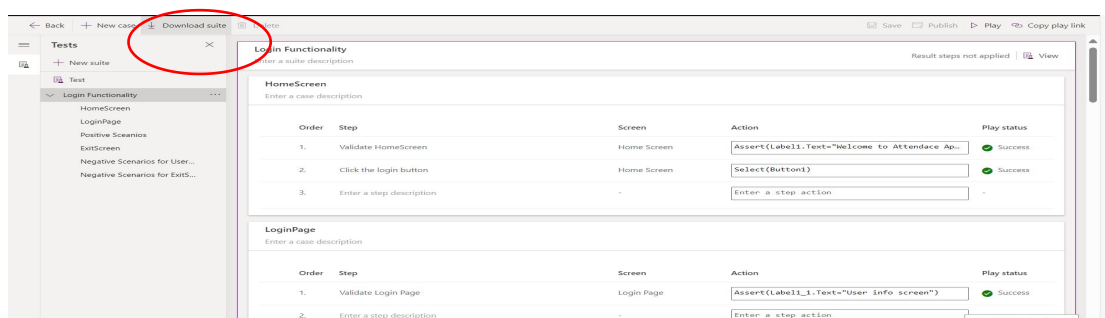 Back New case Download suite Delete Save Publish Play Copy play link
Tests
New suite
Test
Login Functionality ...
HomeScreen
LoginPage
Positive Sceanios
ExitScreen
Negative Scenarios for User...
Negative Scenarios for ExitS...
Login Functionality
Enter a suite description
Result steps not applied View
HomeScreen
Enter a case description
Order Step Screen Action Play status
1. Validate HomeScreen Home Screen Assert(Label1.Text="Welcome to Attendace Ap… Success
2. Click the login button Home Screen Select(Button1) Success
3. Enter a step description - Enter a step action -
LoginPage
Enter a case description
Order Step Screen Action Play status
1. Validate Login Page Login Page Assert(Label1_1.Text="User info screen") Success
2. Enter a step description - Enter a step action